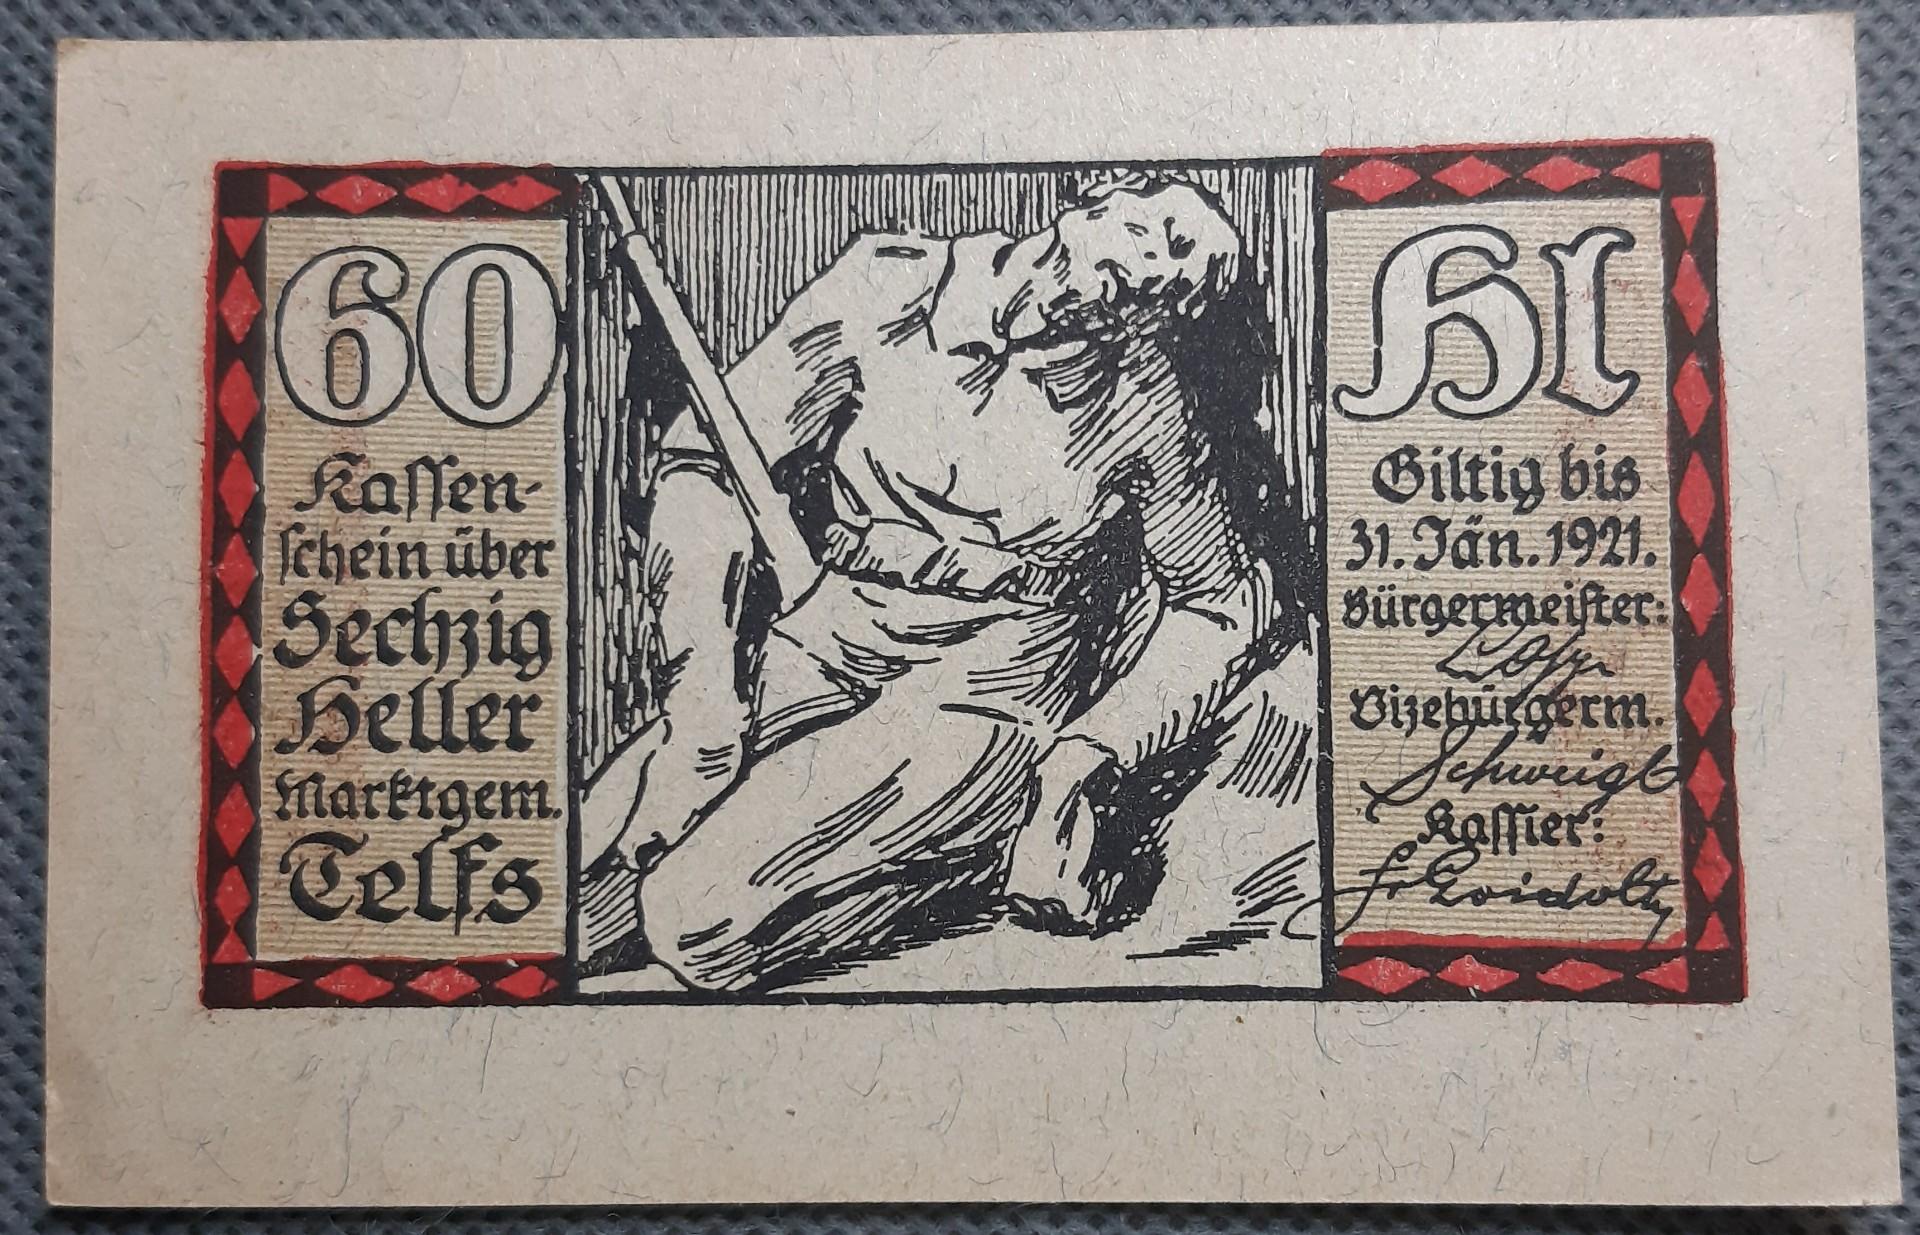 60
Kassen-
schein über
Sechzig
Heller
Marktgem.
Telfs
Hl
Giltig bis
31. Jän. 1921.
Bürgermeister:
Vizebürgerm.
Schweigl
Kassier: